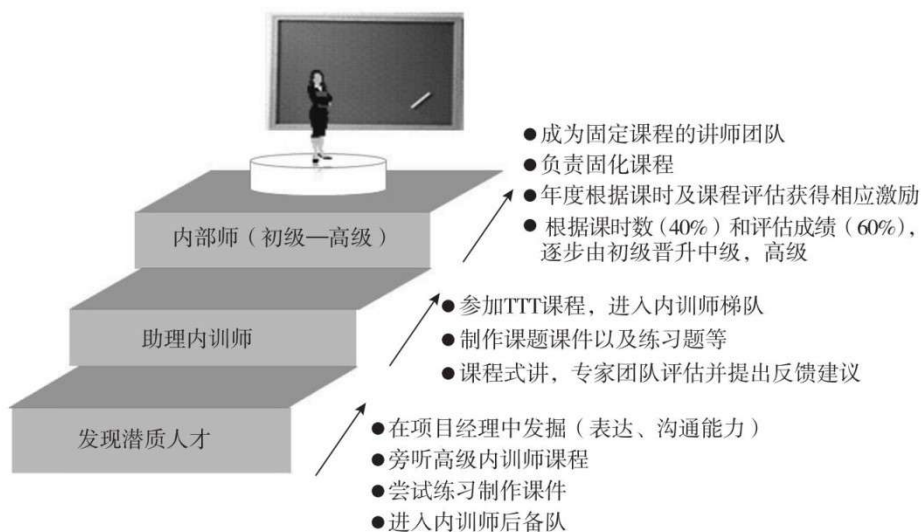 ●成为固定课程的讲师团队
●负责固化课程
●年度根据课时及课程评估获得相应激励
●根据课时数(40%)和评估成绩(60%),
逐步由初级晋升中级,高级
内部师(初级—高级)
●参加TTT课程,进入内训师梯队
●制作课题课件以及练习题等
●课程式讲,专家团队评估并提出反馈建议
助理内训师
●在项目经理中发掘(表达、沟通能力)
●旁听高级内训师课程
●尝试练习制作课件
●进入内训师后备队
发现潜质人才